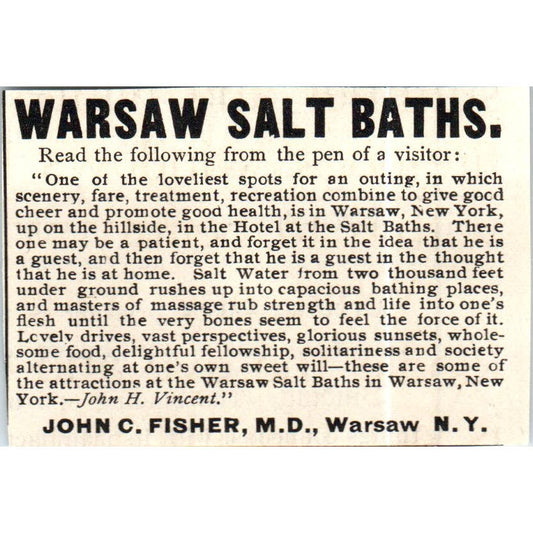 WARSAW SALT BATHS.
Read the following from the pen of a visitor:
"One of the loveliest spots for an outing, in which
scenery, fare, treatment, recreation combine to give good
cheer and promote good health, is in Warsaw, New York,
up on the hillside, in the Hotel at the Salt Baths. There
one may be a patient, and forget it in the idea that he is
a guest, and then forget that he is a guest in the thought
that he is at home. Salt Water from two thousand feet
under ground rushes up into capacious bathing places,
and masters of massage rub strength and life into one's
flesh until the very bones seem to feel the force of it.
Lovely drives, vast perspectives, glorious sunsets, whole-
some food, delightful fellowship, solitariness and society
alternating at one's own sweet will—these are some of
the attractions at the Warsaw Salt Baths in Warsaw, New
York.—John H. Vincent."
JOHN C. FISHER, M.D., Warsaw N. Y.